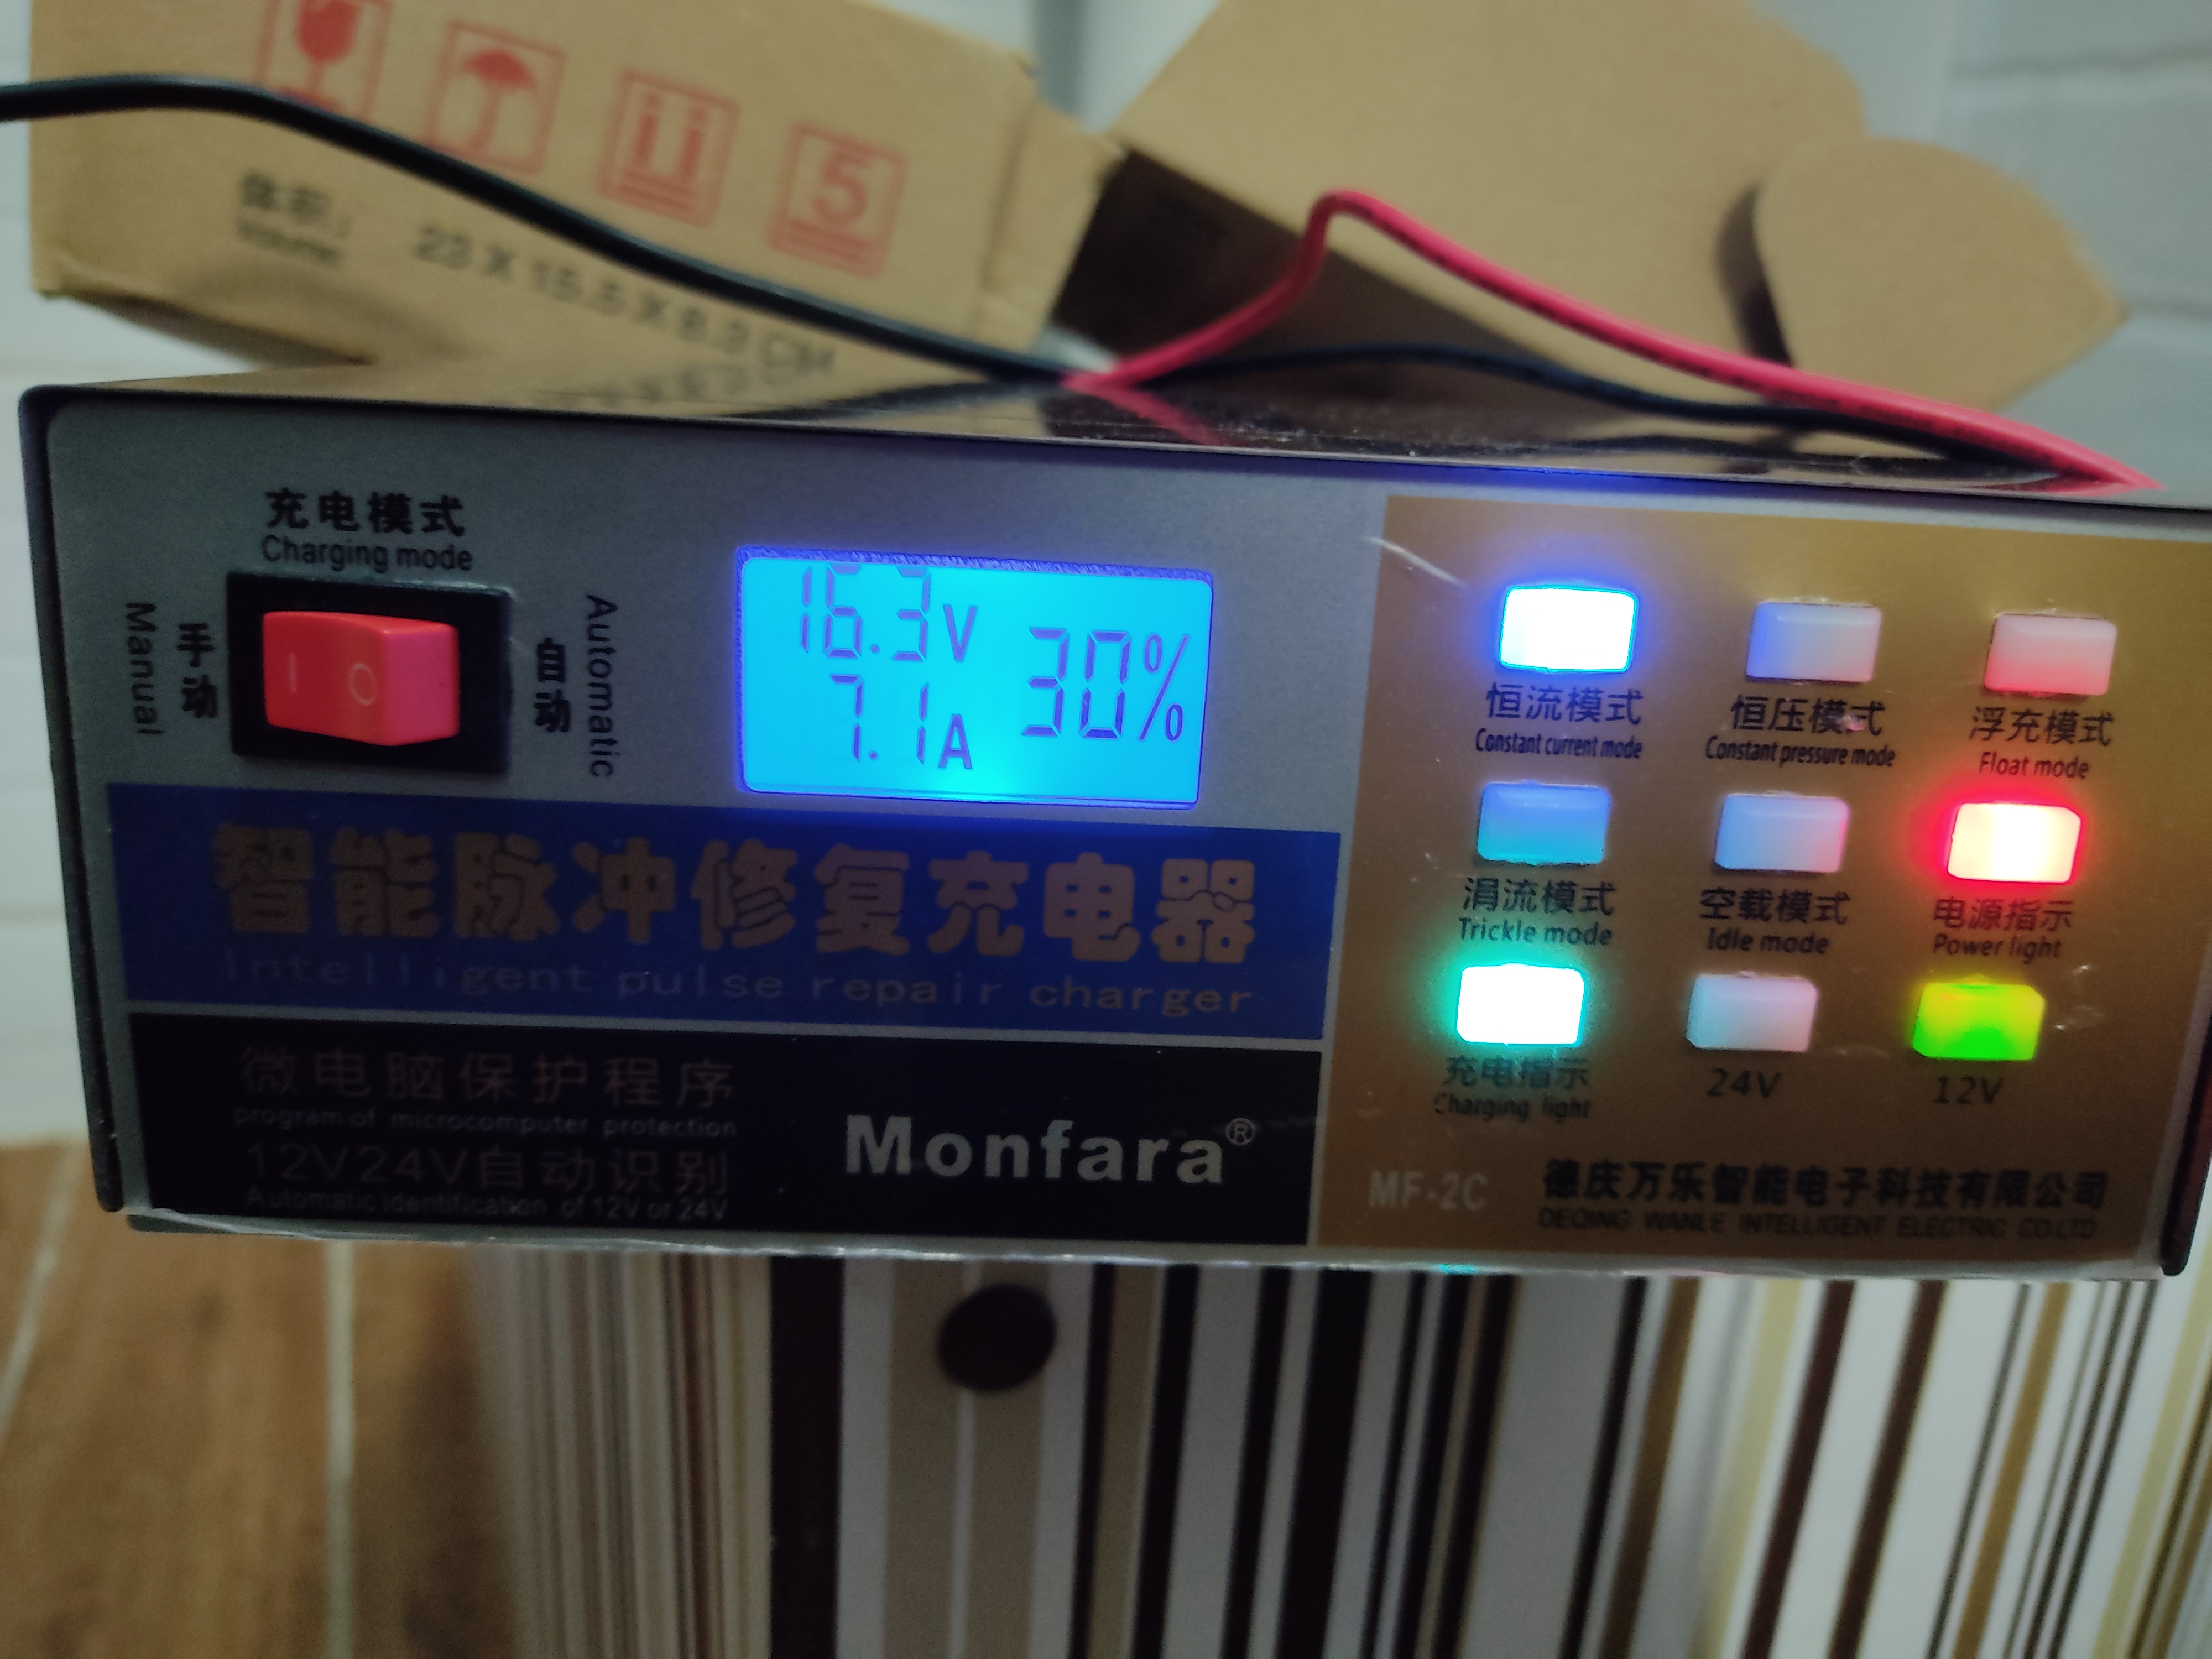 5
体积:
Volume
23 X 15.5 X 8.3 CM
充电模式
Charging mode
Manual
手动
I O
自动
Automatic
16.3V
7.1A
30%
恒流模式
Constant current mode
恒压模式
Constant pressure mode
浮充模式
Float mode
涓流模式
Trickle mode
空载模式
Idle mode
电源指示
Power light
充电指示
Charging light
24V
12V
智能脉冲修复充电器
Intelligent pulse repair charger
微电脑保护程序
program of microcomputer protection
12V24V自动识别
Automatic identification of 12V or 24V
Monfara®
MF-2C
德庆万乐智能电子科技有限公司
DEQING WANLE INTELLIGENT ELECTRIC CO.LTD